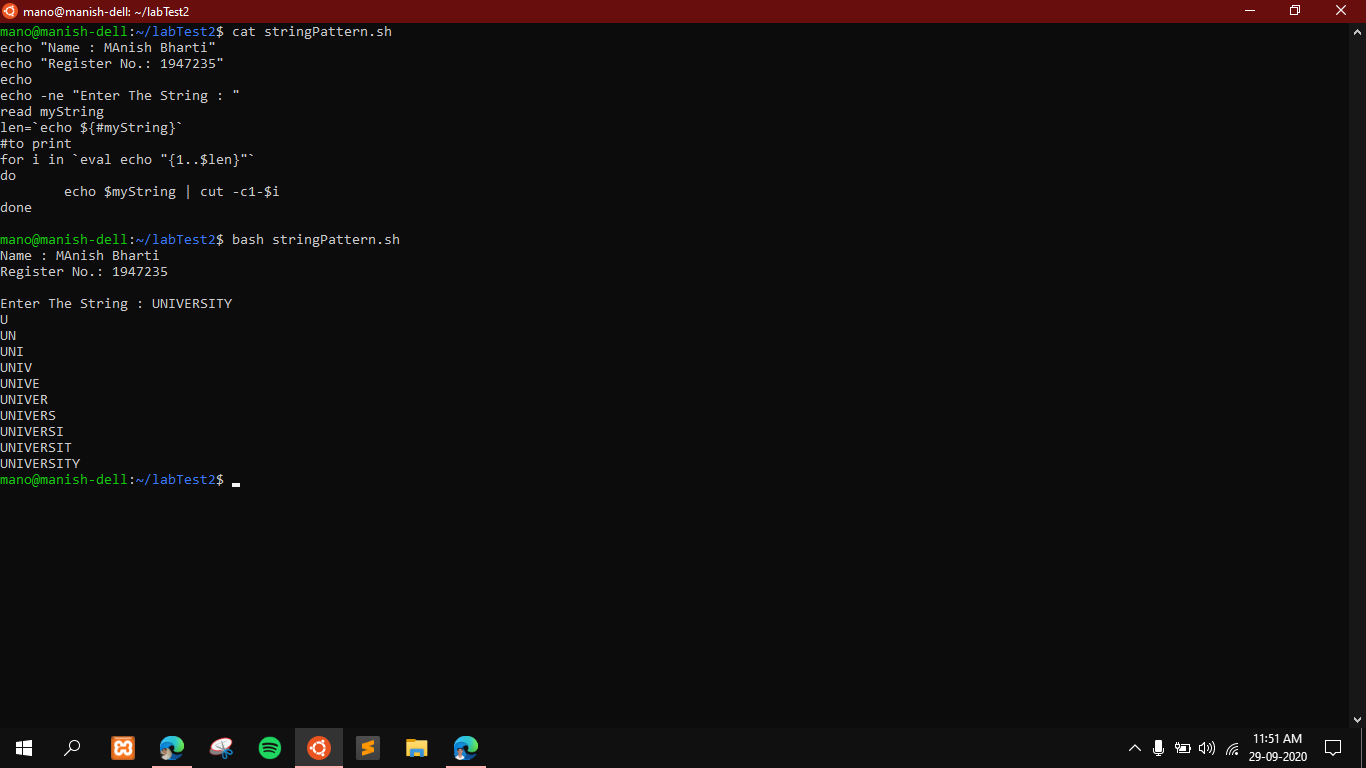 mano@manish-dell: ~/labTest2
mano@manish-dell:~/labTest2$ cat stringPattern.sh
echo "Name : MAnish Bharti"
echo "Register No.: 1947235"
echo
echo -ne "Enter The String : "
read myString
len=`echo ${#myString}`
#to print
for i in `eval echo "{1..$len}"`
do
        echo $myString | cut -c1-$i
done
mano@manish-dell:~/labTest2$ bash stringPattern.sh
Name : MAnish Bharti
Register No.: 1947235
Enter The String : UNIVERSITY
U
UN
UNI
UNIV
UNIVE
UNIVER
UNIVERS
UNIVERSI
UNIVERSIT
UNIVERSITY
mano@manish-dell:~/labTest2$
11:51 AM
29-09-2020